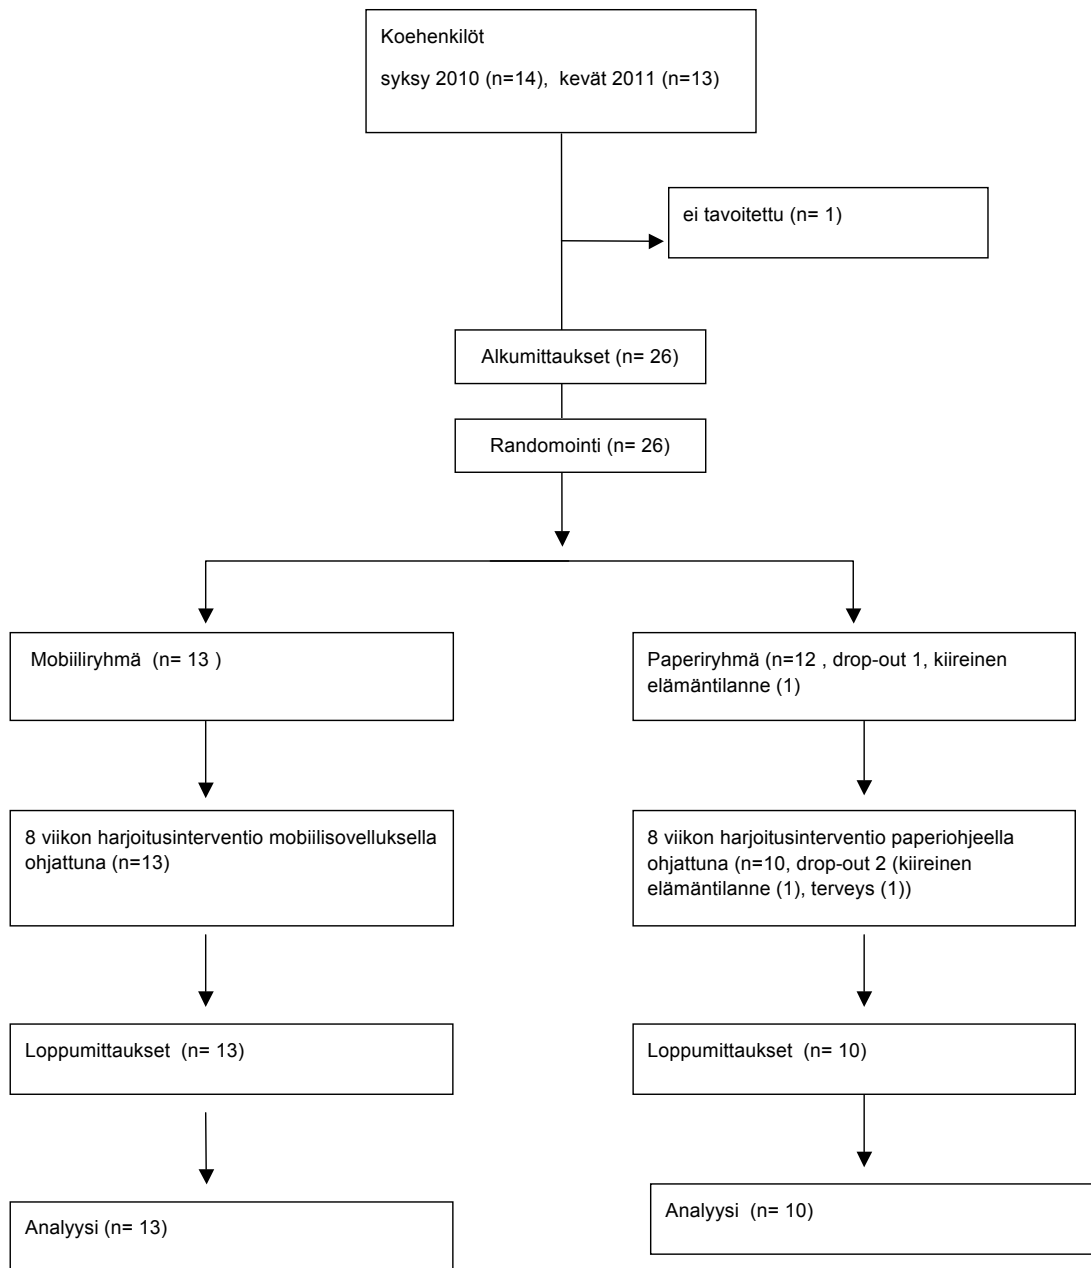 Koehenkilöt
syksy 2010 (n=14), kevät 2011 (n=13)
ei tavoitettu (n= 1)
Alkumittaukset (n= 26)
Randomointi (n= 26)
Mobiiliryhmä (n= 13 )
Paperiryhmä (n=12 , drop-out 1, kiireinen
elämäntilanne (1)
8 viikon harjoitusinterventio mobiilisovelluksella
ohjattuna (n=13)
8 viikon harjoitusinterventio paperiohjeella
ohjattuna (n=10, drop-out 2 (kiireinen
elämäntilanne (1), terveys (1))
Loppumittaukset (n= 13)
Loppumittaukset (n= 10)
Analyysi (n= 13)
Analyysi (n= 10)